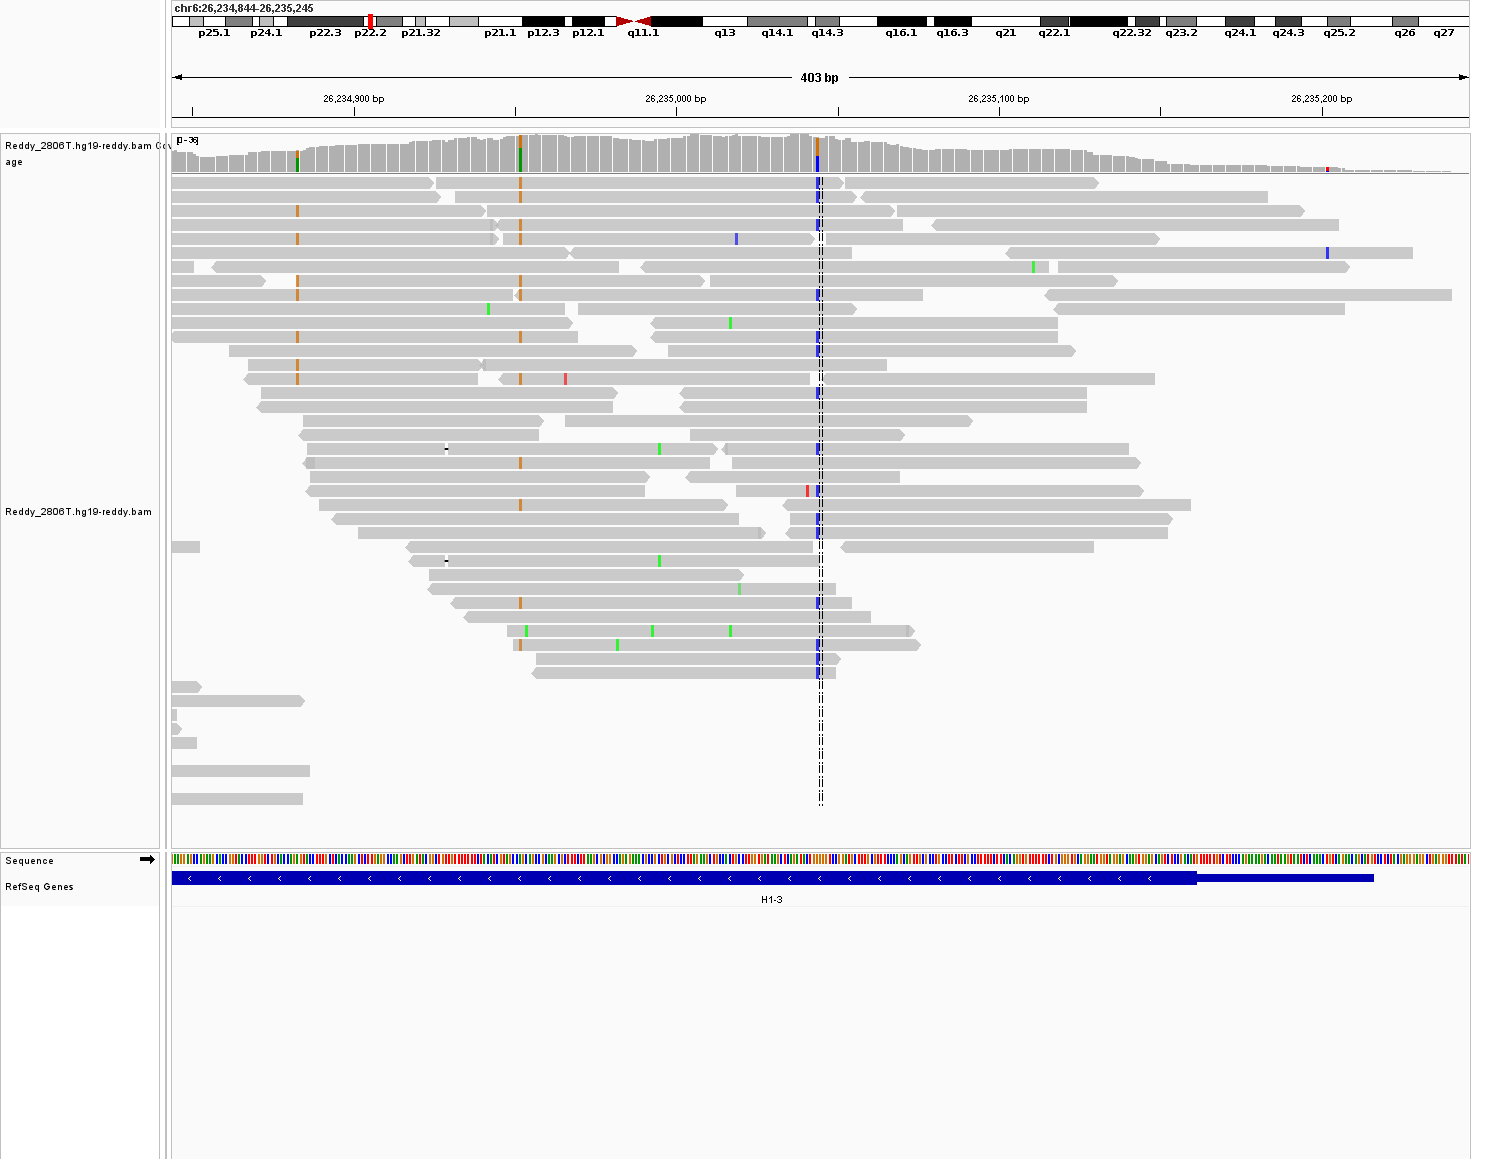 chr6:26,234,844-26,235,245
p25.1 p24.1 p22.3 p22.2 p21.32 p21.1 p12.3 p12.1 q11.1 q13 q14.1 q14.3 q16.1 q16.3 q21 q22.1 q22.32 q23.2 q24.1 q24.3 q25.2 q26 q27
403 bp
26,234,900 bp 26,235,000 bp 26,235,100 bp 26,235,200 bp
[0-36]
Reddy_2806T.hg19-reddy.bam Cov
age
Reddy_2806T.hg19-reddy.bam
Sequence
RefSeq Genes
H1-3